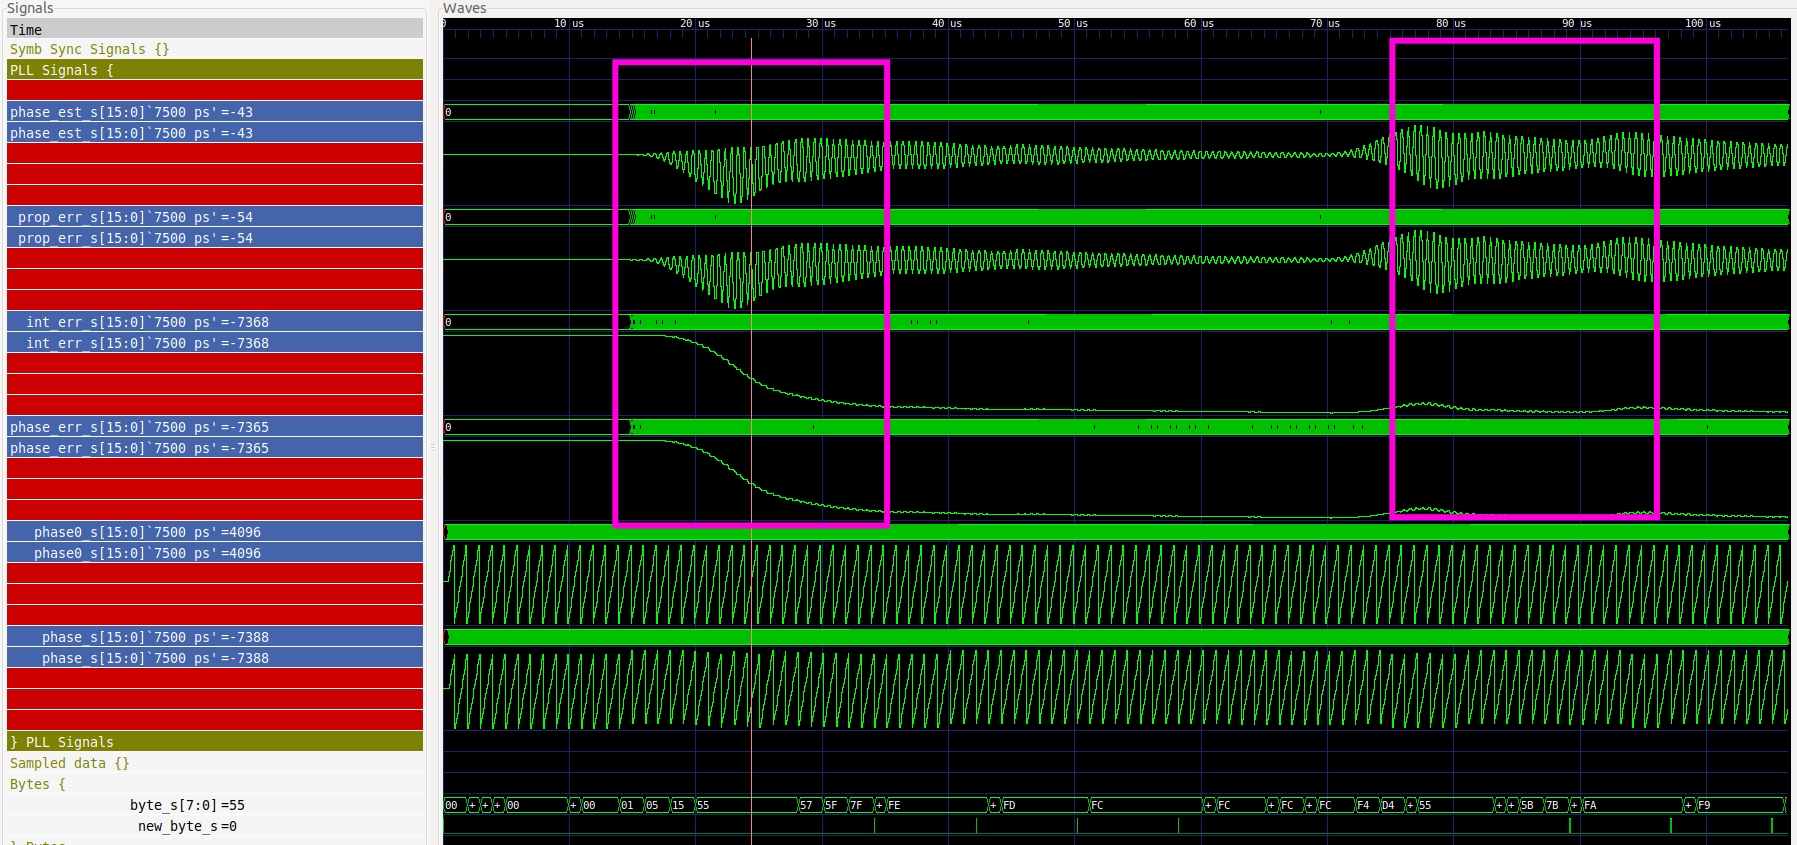 Signals
Waves
Time
0
10 us
20 us
30 us
40 us
50 us
60 us
70 us
80 us
90 us
100 us
Symb Sync Signals {}
PLL Signals {
phase_est_s[15:0]`7500 ps'=-43
0
phase_est_s[15:0]`7500 ps'=-43
prop_err_s[15:0]`7500 ps'=-54
0
prop_err_s[15:0]`7500 ps'=-54
int_err_s[15:0]`7500 ps'=-7368
0
int_err_s[15:0]`7500 ps'=-7368
phase_err_s[15:0]`7500 ps'=-7365
0
phase_err_s[15:0]`7500 ps'=-7365
phase0_s[15:0]`7500 ps'=4096
phase0_s[15:0]`7500 ps'=4096
phase_s[15:0]`7500 ps'=-7388
phase_s[15:0]`7500 ps'=-7388
} PLL Signals
Sampled data {}
Bytes {
byte_s[7:0]=55
00 + + + 00 + 00 01 05 15 55 57 5F 7F + FE + FD FC + FC + FC + FC F4 D4 + 55 + + 5B 7B + FA + F9
new_byte_s=0
} Bytes